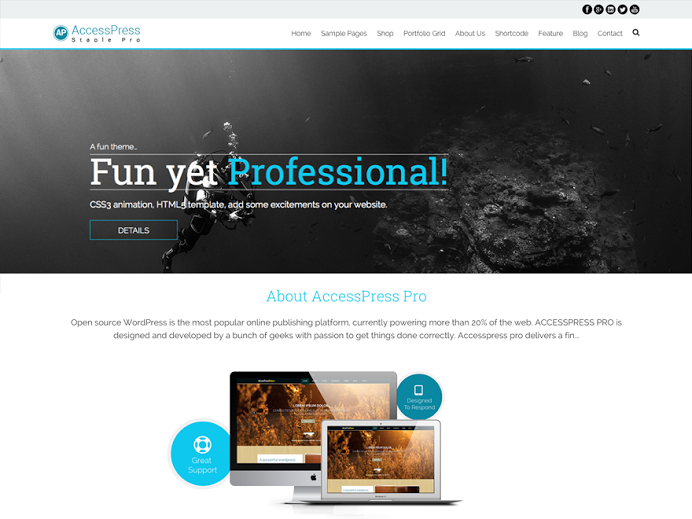 AP AccessPress
Staple Pro
Home Sample Pages Shop Portfolio Grid About Us Shortcode Feature Blog Contact
A fun theme..
Fun yet Professional!
CSS3 animation, HTML5 template, add some excitements on your website.
DETAILS
About AccessPress Pro
Open source WordPress is the most popular online publishing platform, currently powering more than 20% of the web. ACCESSPRESS PRO is
designed and developed by a bunch of geeks with passion to get things done correctly. Accesspress pro delivers a fin...
Designed
To Respond
Great
Support
LOREM IPSUM DOLOR